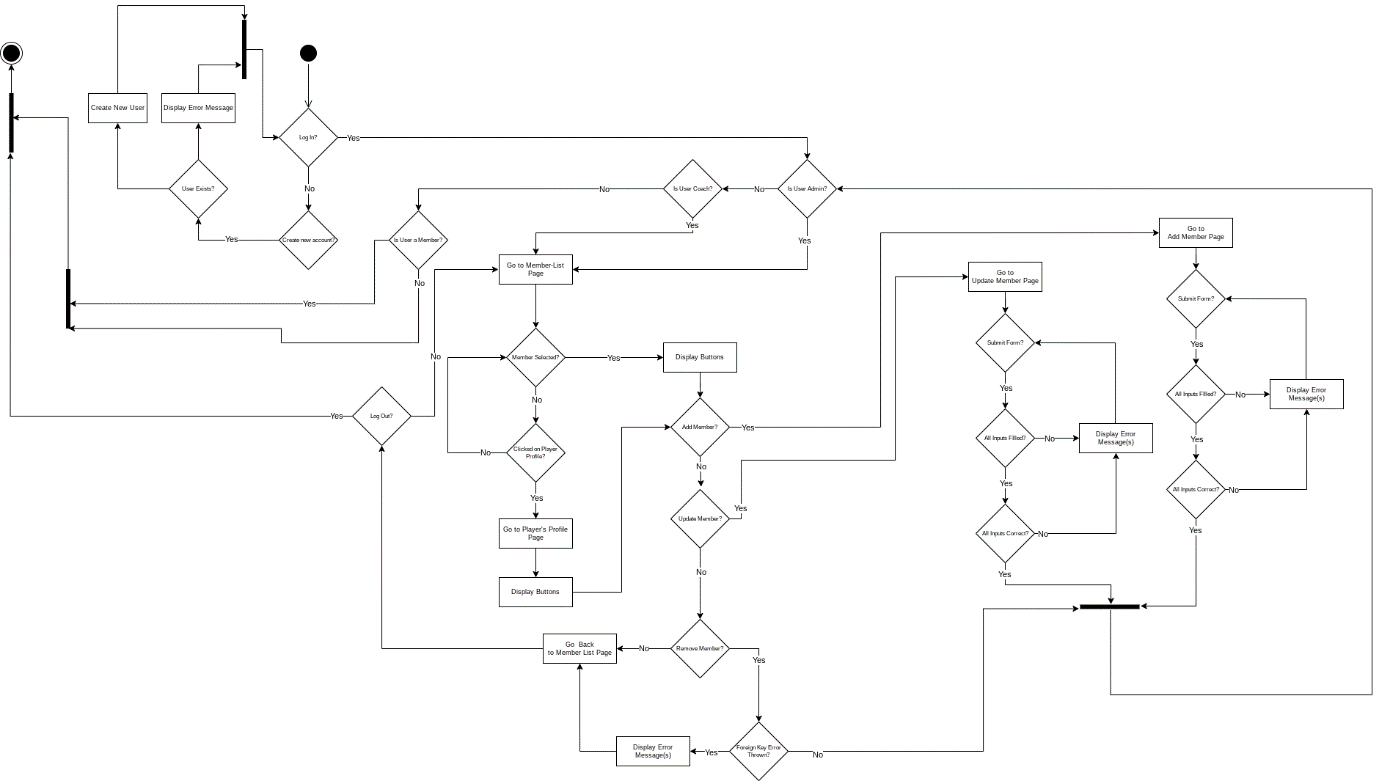 Create New User
Display Error Message
Log In?
Yes
No
User Exists?
Yes
Create new account?
Is User a Member?
No
Is User Coach?
No
Is User Admin?
Yes
Yes
Yes
No
Go to Member-List
Page
Go to
Add Member Page
Go to
Update Member Page
Submit Form?
Yes
Submit Form?
Yes
No
Member Selected?
Yes
Display Buttons
No
All Inputs Filled?
No
Display Error
Message(s)
Yes
Log Out?
Clicked on Player
Profile?
No
Yes
Add Member?
Yes
No
All Inputs Filled?
No
Display Error
Message(s)
Yes
Yes
All Inputs Correct?
No
Yes
Go to Player's Profile
Page
Update Member?
Yes
All Inputs Correct?
No
Yes
Display Buttons
No
Go Back
to Member List Page
No
Remove Member?
Yes
Display Error
Message(s)
Yes
Foreign Key Error
Thrown?
No